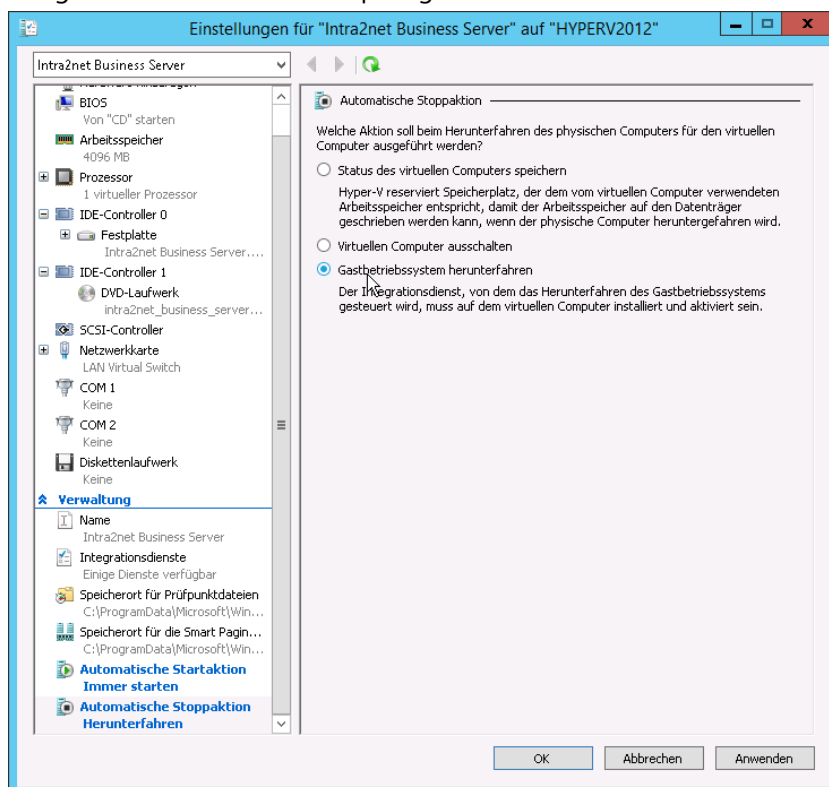 Einstellungen für "Intra2net Business Server" auf "HYPERV2012"
Intra2net Business Server
BIOS
Von "CD" starten
Arbeitsspeicher
4096 MB
Prozessor
1 virtueller Prozessor
IDE-Controller 0
Festplatte
Intra2net Business Server....
IDE-Controller 1
DVD-Laufwerk
intra2net_business_server...
SCSI-Controller
Netzwerkkarte
LAN Virtual Switch
COM 1
Keine
COM 2
Keine
Diskettenlaufwerk
Keine
Verwaltung
Name
Intra2net Business Server
Integrationsdienste
Einige Dienste verfügbar
Speicherort für Prüfpunktdateien
C:\ProgramData\Microsoft\Win...
Speicherort für die Smart Pagin...
C:\ProgramData\Microsoft\Win...
Automatische Startaktion
Immer starten
Automatische Stoppaktion
Herunterfahren
Automatische Stoppaktion
Welche Aktion soll beim Herunterfahren des physischen Computers für den virtuellen
Computer ausgeführt werden?
Status des virtuellen Computers speichern
Hyper-V reserviert Speicherplatz, der dem vom virtuellen Computer verwendeten
Arbeitsspeicher entspricht, damit der Arbeitsspeicher auf den Datenträger
geschrieben werden kann, wenn der physische Computer heruntergefahren wird.
Virtuellen Computer ausschalten
Gastbetriebssystem herunterfahren
Der Integrationsdienst, von dem das Herunterfahren des Gastbetriebssystems
gesteuert wird, muss auf dem virtuellen Computer installiert und aktiviert sein.
OK
Abbrechen
Anwenden